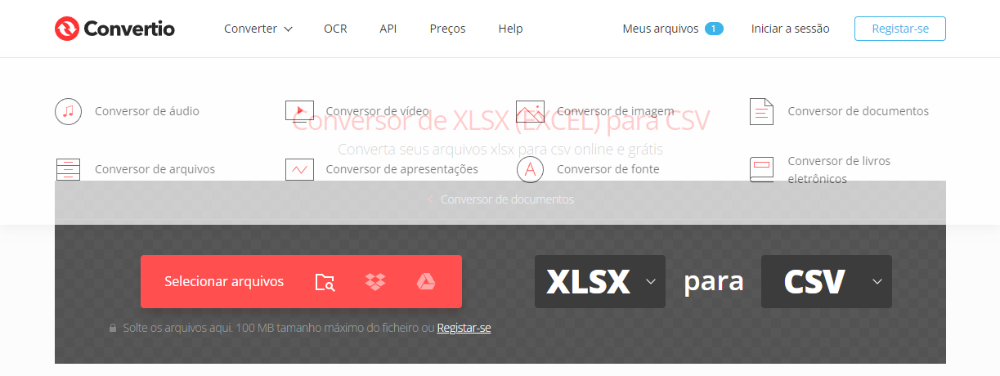 Convertio
Converter
OCR
API
Preços
Help
Meus arquivos 1
Iniciar a sessão
Registar-se
Conversor de áudio
Conversor de vídeo
Conversor de imagem
Conversor de documentos
Conversor de XLSX (EXCEL) para CSV
Converta seus arquivos xlsx para csv online e grátis
Conversor de arquivos
Conversor de apresentações
Conversor de fonte
Conversor de livros
eletrônicos
Conversor de documentos
Selecionar arquivos
XLSX para CSV
Solte os arquivos aqui. 100 MB tamanho máximo do ficheiro ou Registar-se